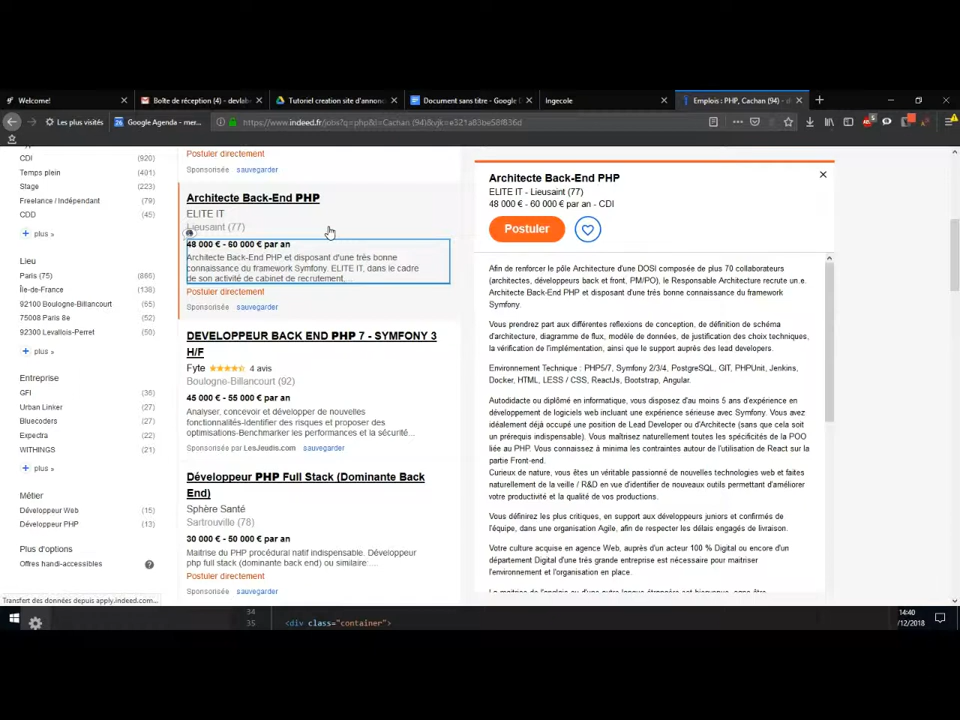 Welcome!
Boîte de réception (4) - devlab
Tutoriel creation site d'annonc
Document sans titre - Google D
Ingecole
Emplois : PHP, Cachan (94) - d
Les plus visités
Google Agenda - mer...
https://www.indeed.fr/jobs?q=php&l=Cachan (94)&vjk=e321a83be58f836d
CDI (920)
Temps plein (401)
Stage (223)
Freelance / Indépendant (49)
CDD (45)
+ plus »
Lieu
Paris (75) (866)
Île-de-France (138)
92100 Boulogne-Billancourt (65)
75008 Paris 8e (52)
92300 Levallois-Perret (50)
+ plus »
Entreprise
GFI (36)
Urban Linker (27)
Bluecoders (27)
Expectra (22)
WITHINGS (21)
+ plus »
Métier
Développeur Web (15)
Développeur PHP (13)
Plus d'options
Offres handi-accessibles ?
Transfert des données depuis apply.indeed.com...
Postuler directement
Sponsorisée sauvegarder
Architecte Back-End PHP
ELITE IT
Lieusaint (77)
48 000 € - 60 000 € par an
Architecte Back-End PHP et disposant d'une très bonne
connaissance du framework Symfony. ELITE IT, dans le cadre
de son activité de cabinet de recrutement,...
Postuler directement
Sponsorisée sauvegarder
DEVELOPPEUR BACK END PHP 7 - SYMFONY 3
H/F
Fyte 4 avis
Boulogne-Billancourt (92)
45 000 € - 55 000 € par an
Analyser, concevoir et développer de nouvelles
fonctionnalités-Identifier des risques et proposer des
optimisations-Benchmarker les performances et la sécurité...
Sponsorisée par LesJeudis.com sauvegarder
Développeur PHP Full Stack (Dominante Back
End)
Sphère Santé
Sartrouville (78)
30 000 € - 50 000 € par an
Maitrise du PHP procédural natif indispensable. Développeur
php full stack (dominante back end) ou similaire :...
Postuler directement
Sponsorisée sauvegarder
Architecte Back-End PHP
ELITE IT - Lieusaint (77)
48 000 € - 60 000 € par an - CDI
Postuler
Afin de renforcer le pôle Architecture d'une DOSI composée de plus 70 collaborateurs
(architectes, développeurs back et front, PM/PO), le Responsable Architecture recrute un.e.
Architecte Back-End PHP et disposant d'une très bonne connaissance du framework
Symfony.
Vous prendrez part aux différentes reflexions de conception, de définition de schéma
d'architecture, diagramme de flux, modèle de données, de justification des choix techniques,
la vérification de l'implémentation, ainsi que le support auprès des lead developers.
Environnement Technique : PHP5/7, Symfony 2/3/4, PostgreSQL, GIT, PHPUnit, Jenkins,
Docker, HTML, LESS / CSS, ReactJs, Bootstrap, Angular.
Autodidacte ou diplômé en informatique, vous disposez d'au moins 5 ans d'expérience en
développement de logiciels web incluant une expérience sérieuse avec Symfony. Vous avez
idéalement déjà occupé une position de Lead Developer ou d'Architecte (sans que cela soit
un prérequis indispensable). Vous maîtrisez naturellement toutes les spécificités de la POO
liée au PHP. Vous connaissez à minima les contraintes autour de l'utilisation de React sur la
partie Front-end.
Curieux de nature, vous êtes un véritable passionné de nouvelles technologies web et faites
naturellement de la veille / R&D en vue d'identifier de nouveaux outils permettant d'améliorer
votre productivité et la qualité de vos productions.
Vous définirez les plus critiques, en support aux développeurs juniors et confirmés de
l'équipe, dans une organisation Agile, afin de respecter les délais engagés de livraison.
Votre culture acquise en agence Web, auprès d'un acteur 100 % Digital ou encore d'un
département Digital d'une très grande entreprise est nécessaire pour maitriser
l'environnement et l'organisation en place.
34
35 <div class="container">
14:40
/12/2018